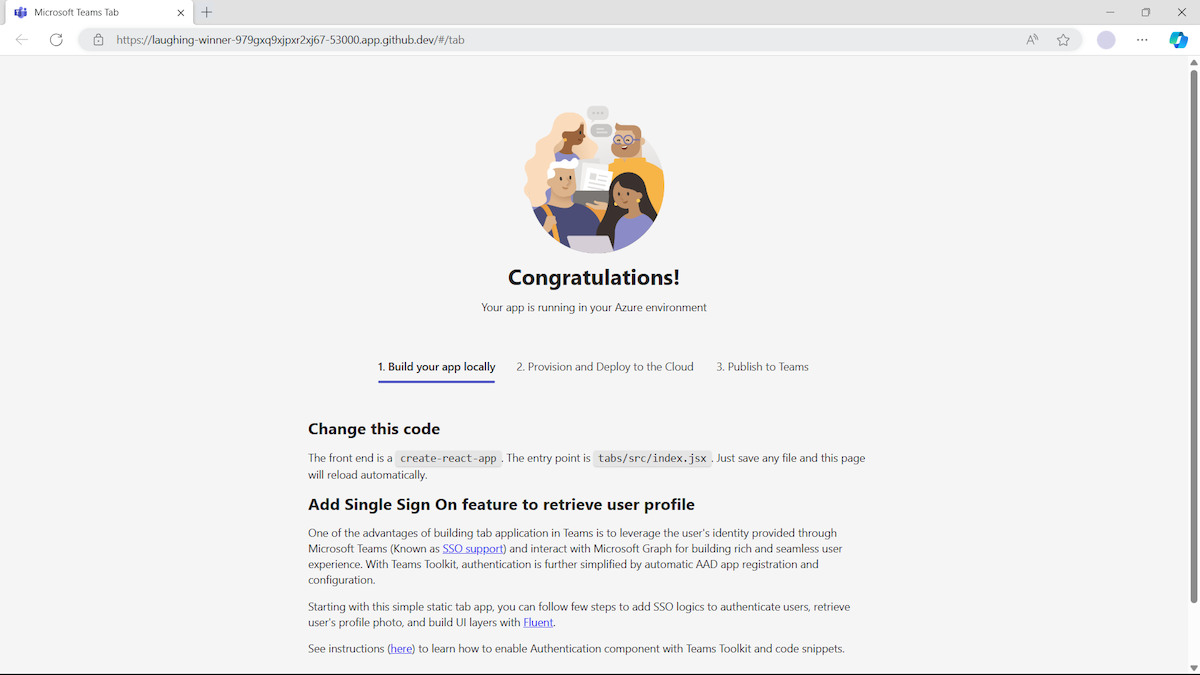 Microsoft Teams Tab
https://laughing-winner-979gxq9xjpxr2xj67-53000.app.github.dev/#/tab
Congratulations!
Your app is running in your Azure environment
1. Build your app locally
2. Provision and Deploy to the Cloud
3. Publish to Teams
Change this code
The front end is a create-react-app. The entry point is tabs/src/index.jsx. Just save any file and this page
will reload automatically.
Add Single Sign On feature to retrieve user profile
One of the advantages of building tab application in Teams is to leverage the user's identity provided through
Microsoft Teams (Known as SSO support) and interact with Microsoft Graph for building rich and seamless user
experience. With Teams Toolkit, authentication is further simplified by automatic AAD app registration and
configuration.
Starting with this simple static tab app, you can follow few steps to add SSO logics to authenticate users, retrieve
user's profile photo, and build UI layers with Fluent.
See instructions (here) to learn how to enable Authentication component with Teams Toolkit and code snippets.